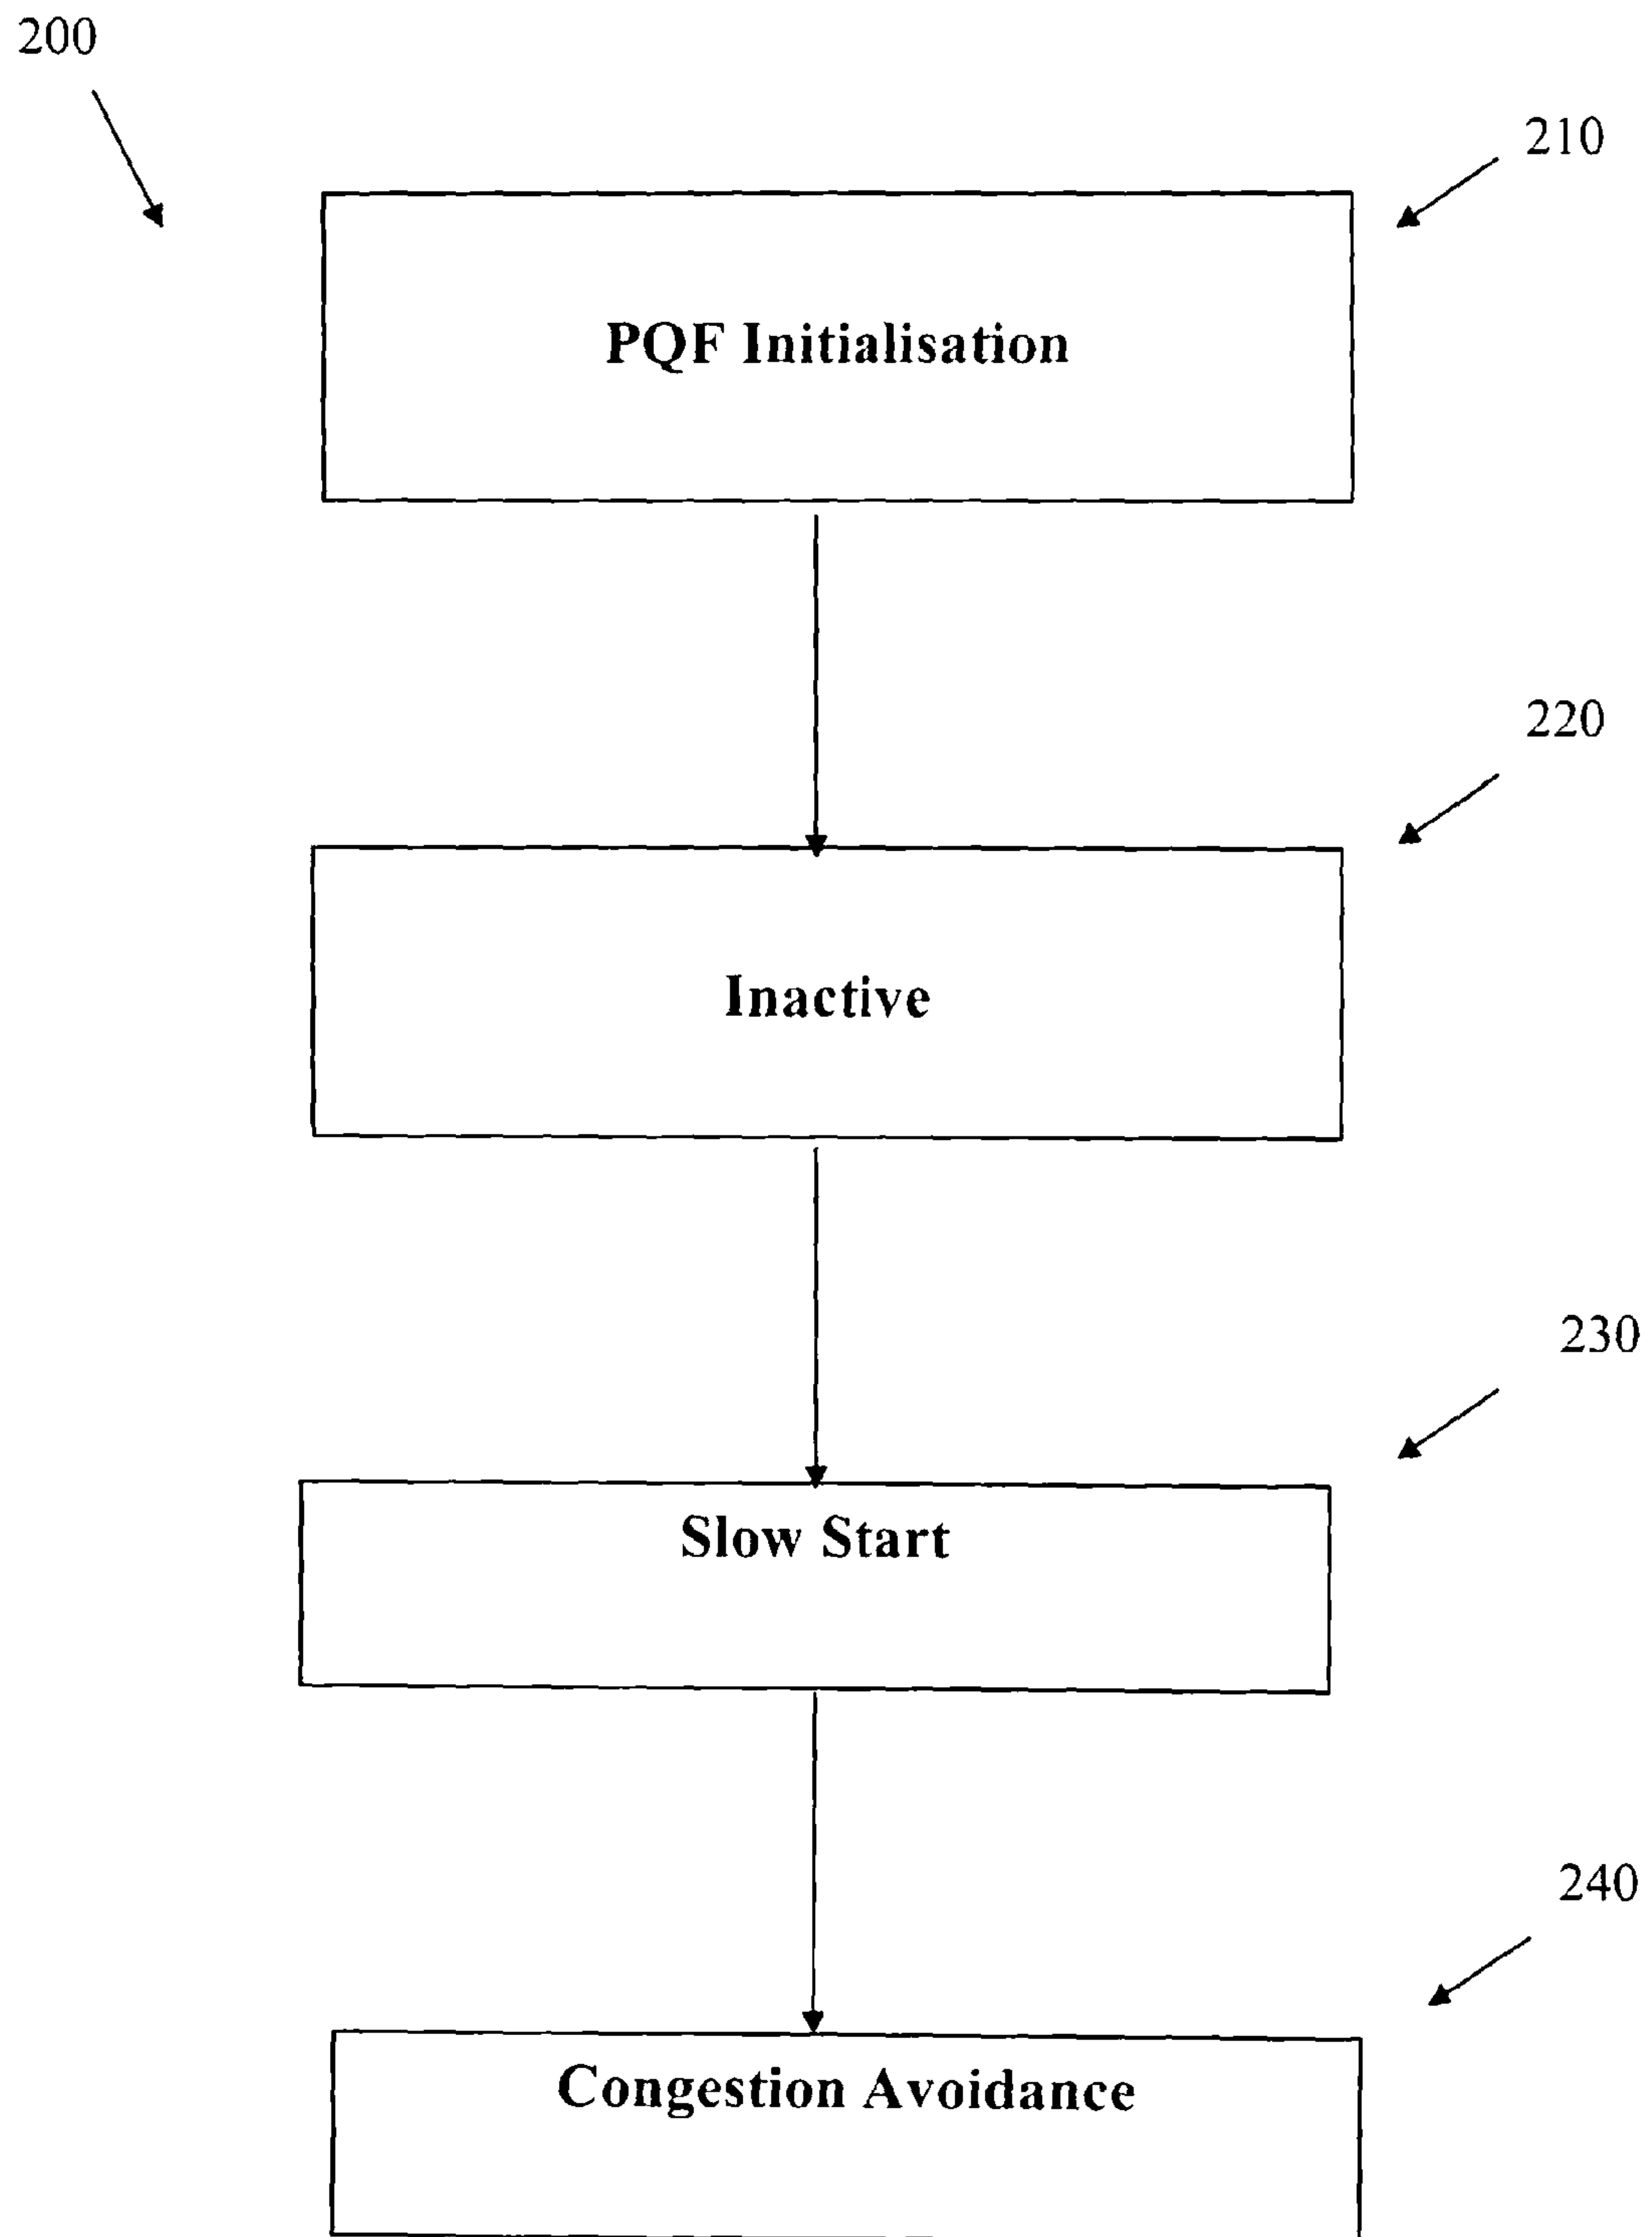 200
210
PQF Initialisation
220
Inactive
230
Slow Start
240
Congestion Avoidance